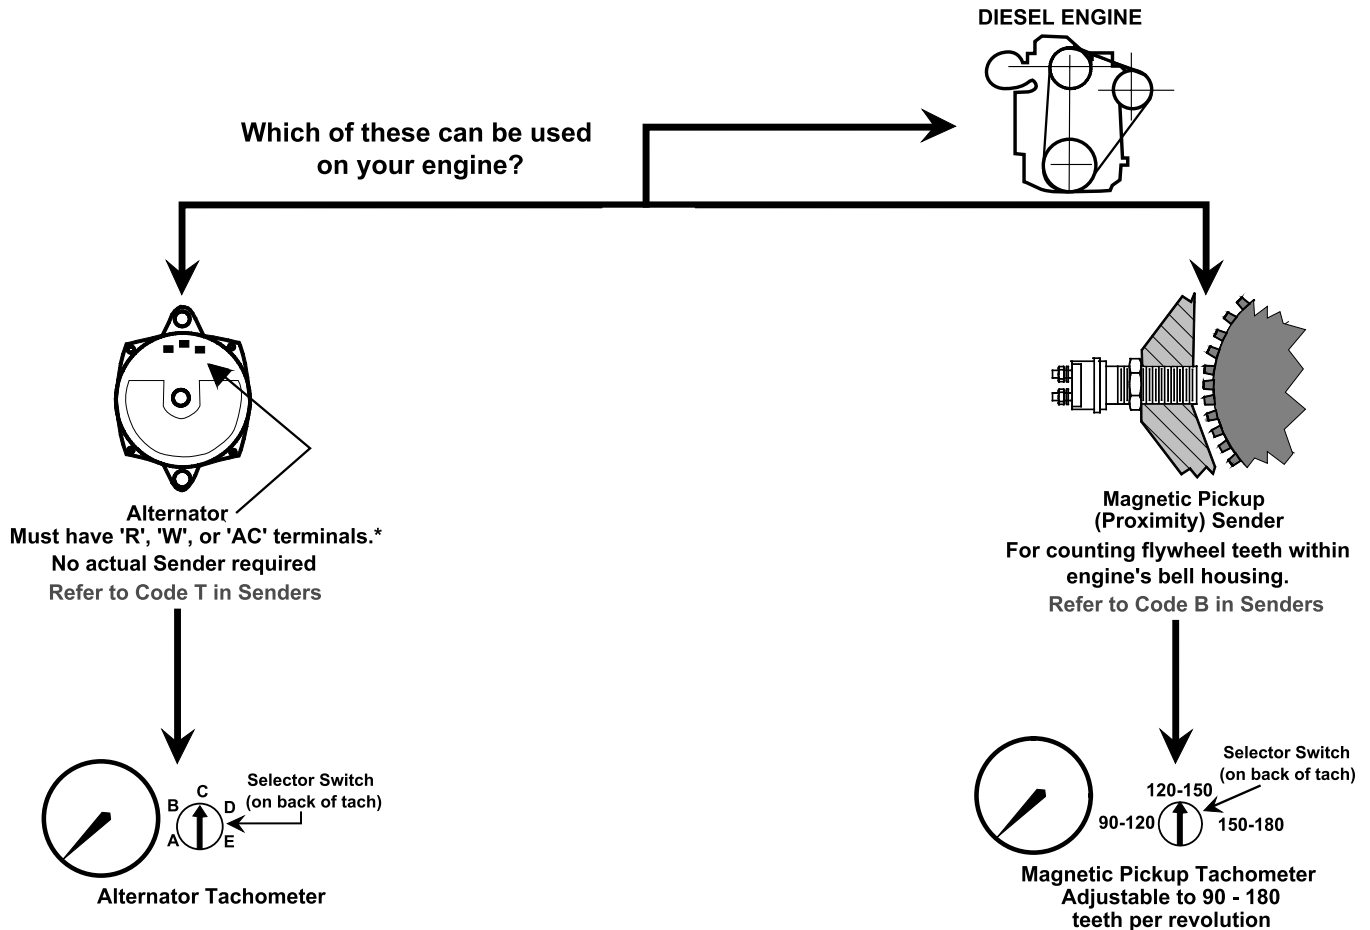 DIESEL ENGINE
Which of these can be used
on your engine?
Alternator
Must have 'R', 'W', or 'AC' terminals.*
No actual Sender required
Refer to Code T in Senders
Magnetic Pickup
(Proximity) Sender
For counting flywheel teeth within
engine's bell housing.
Refer to Code B in Senders
Selector Switch
(on back of tach)
A
B
C
D
E
Alternator Tachometer
Selector Switch
(on back of tach)
90-120
120-150
150-180
Magnetic Pickup Tachometer
Adjustable to 90 - 180
teeth per revolution